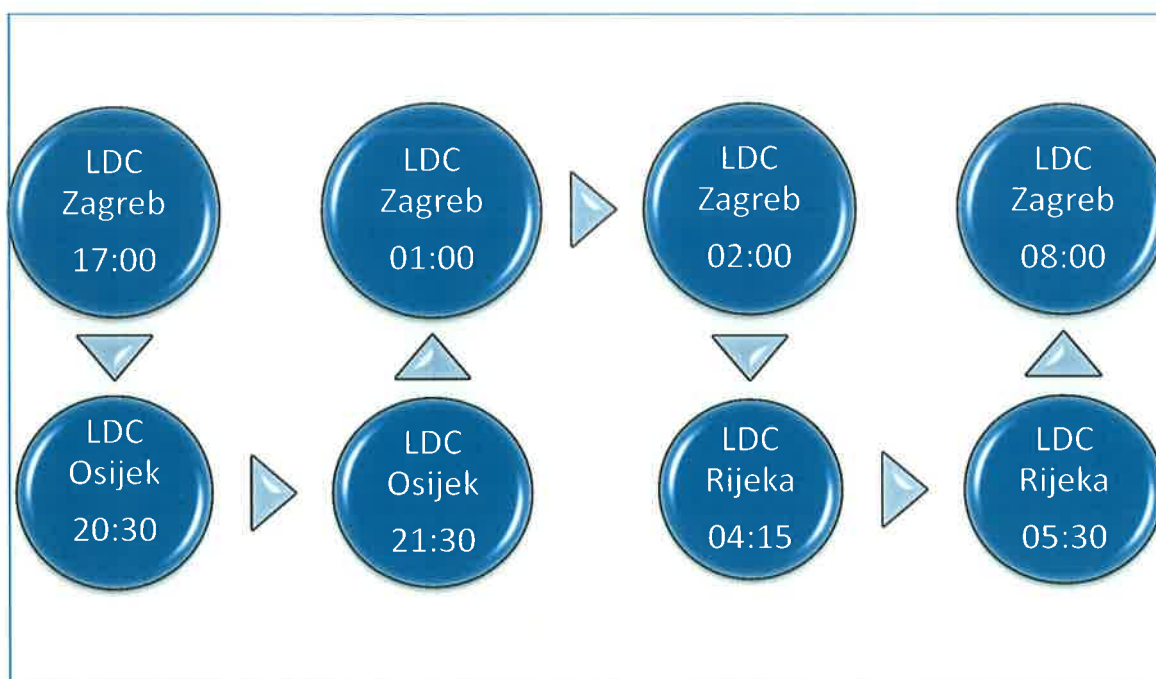 LDC
Zagreb
17:00
LDC
Zagreb
01:00
LDC
Zagreb
02:00
LDC
Zagreb
08:00
LDC
Osijek
20:30
LDC
Osijek
21:30
LDC
Rijeka
04:15
LDC
Rijeka
05:30